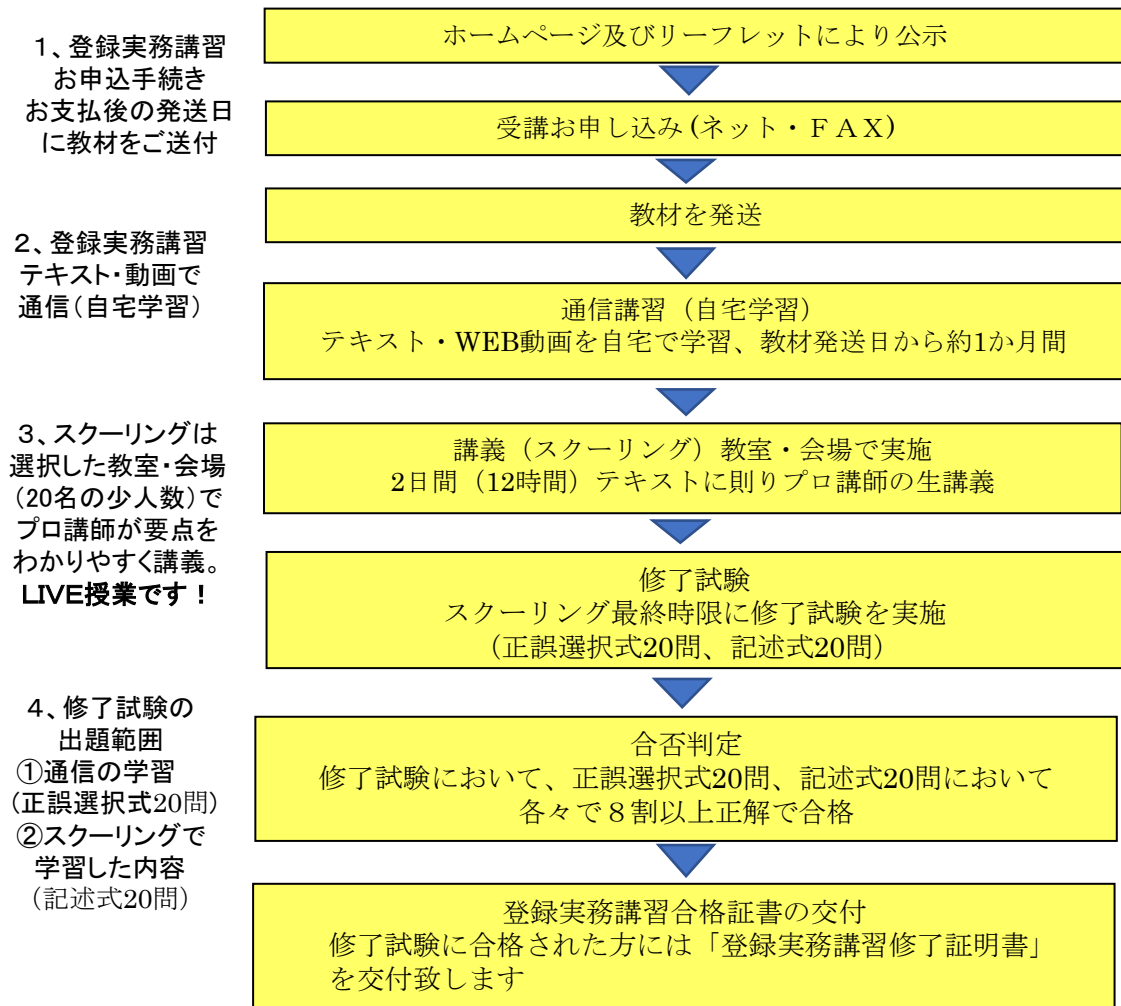 1、登録実務講習
お申込手続き
お支払後の発送日
に教材をご送付
ホームページ及びリーフレットにより公示
受講お申し込み(ネット・ＦＡＸ)
教材を発送
2、登録実務講習
テキスト・動画で
通信(自宅学習)
通信講習（自宅学習）
テキスト・WEB動画を自宅で学習、教材発送日から約1か月間
3、スクーリングは
選択した教室・会場
(20名の少人数)で
プロ講師が要点を
わかりやすく講義。
LIVE授業です！
講義（スクーリング）教室・会場で実施
2日間（12時間）テキストに則りプロ講師の生講義
修了試験
スクーリング最終時限に修了試験を実施
（正誤選択式20問、記述式20問）
4、修了試験の
出題範囲
①通信の学習
(正誤選択式20問)
②スクーリングで
学習した内容
（記述式20問）
合否判定
修了試験において、正誤選択式20問、記述式20問において
各々で８割以上正解で合格
登録実務講習合格証書の交付
修了試験に合格された方には「登録実務講習修了証明書」
を交付致します